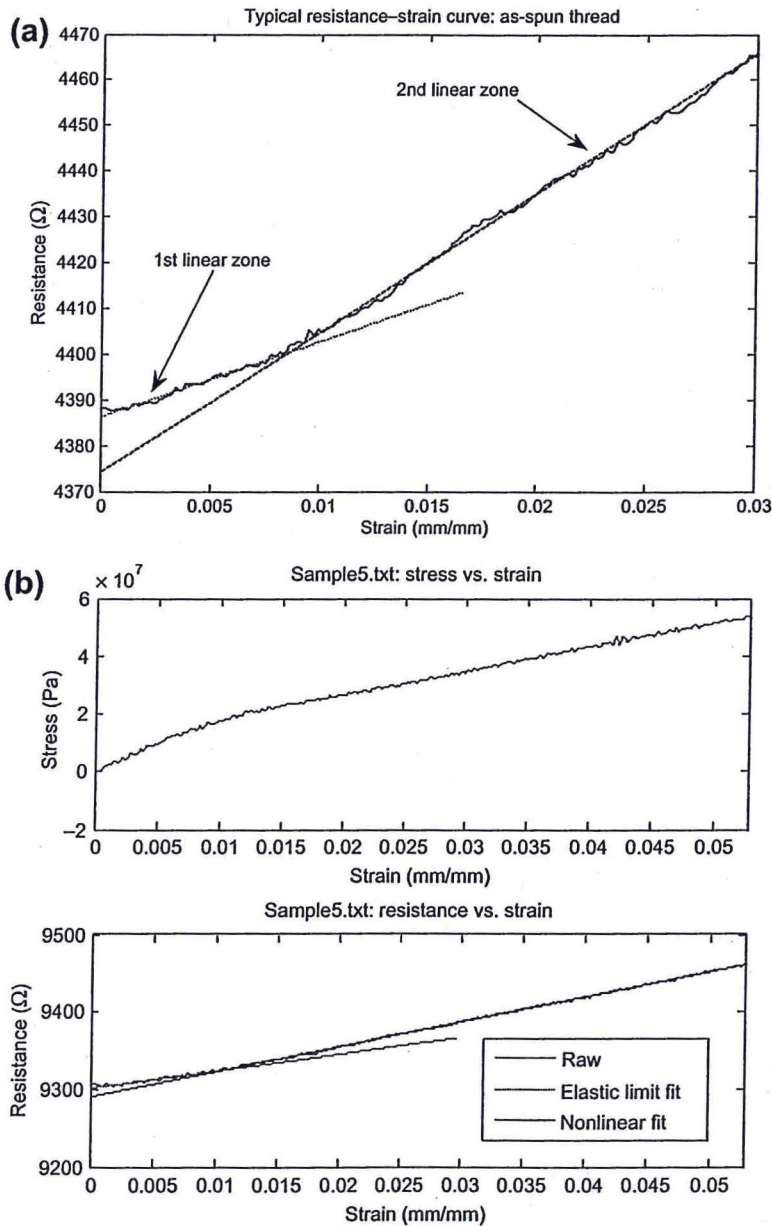 (a)
Typical resistance–strain curve: as-spun thread
4470
4460
4450
4440
4430
4420
4410
4400
4390
4380
4370
Resistance (Ω)
2nd linear zone
1st linear zone
0 0.005 0.01 0.015 0.02 0.025 0.03
Strain (mm/mm)
(b)
× 10⁷
Sample5.txt: stress vs. strain
6
4
2
0
–2
Stress (Pa)
0 0.005 0.01 0.015 0.02 0.025 0.03 0.035 0.04 0.045 0.05
Strain (mm/mm)
Sample5.txt: resistance vs. strain
9500
9400
9300
9200
Resistance (Ω)
Raw
Elastic limit fit
Nonlinear fit
0 0.005 0.01 0.015 0.02 0.025 0.03 0.035 0.04 0.045 0.05
Strain (mm/mm)